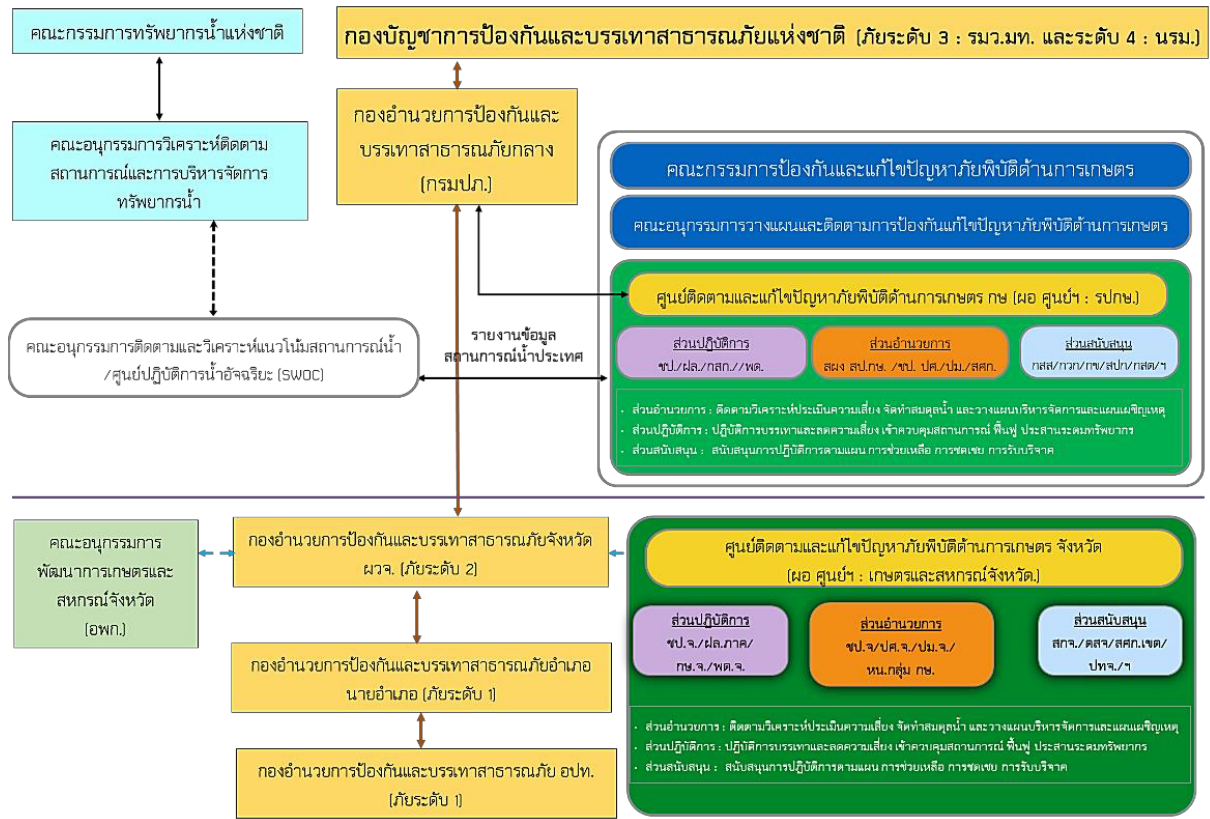 คณะกรรมการทรัพยากรน้ำแห่งชาติ
กองบัญชาการป้องกันและบรรเทาสาธารณภัยแห่งชาติ (ภัยระดับ 3 : รมว.มท. และระดับ 4 : นรม.)
คณะอนุกรรมการวิเคราะห์ติดตาม
สถานการณ์และการบริหารจัดการ
ทรัพยากรน้ำ
กองอำนวยการป้องกันและ
บรรเทาสาธารณภัยกลาง
(กรมปภ.)
คณะกรรมการป้องกันและแก้ไขปัญหาภัยพิบัติด้านการเกษตร
คณะอนุกรรมการวางแผนและติดตามการป้องกันแก้ไขปัญหาภัยพิบัติด้านการเกษตร
ศูนย์ติดตามและแก้ไขปัญหาภัยพิบัติด้านการเกษตร กษ (ผอ ศูนย์ฯ : รปกษ.)
คณะอนุกรรมการติดตามและวิเคราะห์แนวโน้มสถานการณ์น้ำ
/ศูนย์ปฏิบัติการน้ำอัจฉริยะ (SWOC)
รายงานข้อมูล
สถานการณ์น้ำประเทศ
ส่วนปฏิบัติการ
ชป./ฝล./กสก.//พด.
ส่วนอำนวยการ
สผง สป.กษ. /ชป. ปศ./ปม./สศก.
ส่วนสนับสนุน
กสส/กวก/กข/สปก/กสต/ฯ
· ส่วนอำนวยการ : ติดตามวิเคราะห์ประเมินความเสี่ยง จัดทำสมดุลน้ำ และวางแผนบริหารจัดการและแผนเผชิญเหตุ
· ส่วนปฏิบัติการ : ปฏิบัติการบรรเทาและลดความเสี่ยง เข้าควบคุมสถานการณ์ ฟื้นฟู ประสานระดมทรัพยากร
· ส่วนสนับสนุน : สนับสนุนการปฏิบัติการตามแผน การช่วยเหลือ การชดเชย การรับบริจาค
คณะอนุกรรมการ
พัฒนาการเกษตรและ
สหกรณ์จังหวัด
(อพก.)
กองอำนวยการป้องกันและบรรเทาสาธารณภัยจังหวัด
ผวจ. (ภัยระดับ 2)
กองอำนวยการป้องกันและบรรเทาสาธารณภัยอำเภอ
นายอำเภอ (ภัยระดับ 1)
กองอำนวยการป้องกันและบรรเทาสาธารณภัย อปท.
(ภัยระดับ 1)
ศูนย์ติดตามและแก้ไขปัญหาภัยพิบัติด้านการเกษตร จังหวัด
(ผอ ศูนย์ฯ : เกษตรและสหกรณ์จังหวัด.)
ส่วนปฏิบัติการ
ชป.จ./ฝล.ภาค/
กษ.จ./พด.จ.
ส่วนอำนวยการ
ชป.จ/ปศ.จ./ปม.จ./
หน.กลุ่ม กษ.
ส่วนสนับสนุน
สกจ./ตสจ/สศก.เขต/
ปทจ./ฯ
· ส่วนอำนวยการ : ติดตามวิเคราะห์ประเมินความเสี่ยง จัดทำสมดุลน้ำ และวางแผนบริหารจัดการและแผนเผชิญเหตุ
· ส่วนปฏิบัติการ : ปฏิบัติการบรรเทาและลดความเสี่ยง เข้าควบคุมสถานการณ์ ฟื้นฟู ประสานระดมทรัพยากร
· ส่วนสนับสนุน : สนับสนุนการปฏิบัติการตามแผน การช่วยเหลือ การชดเชย การรับบริจาค